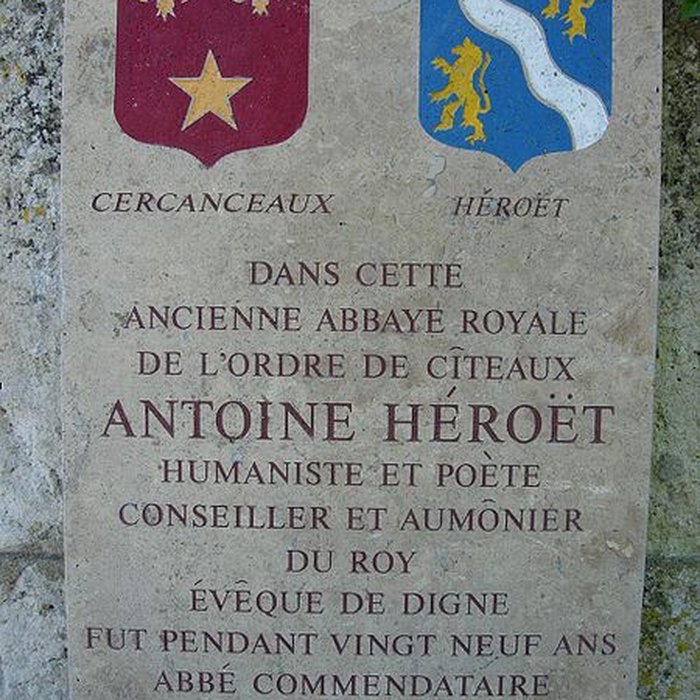 CERCANCEAUX HÉROËT
DANS CETTE
ANCIENNE ABBAYE ROYALE
DE L'ORDRE DE CÎTEAUX
ANTOINE HÉROËT
HUMANISTE ET POÈTE
CONSEILLER ET AUMÔNIER
DU ROY
ÉVÊQUE DE DIGNE
FUT PENDANT VINGT NEUF ANS
ABBÉ COMMENDATAIRE